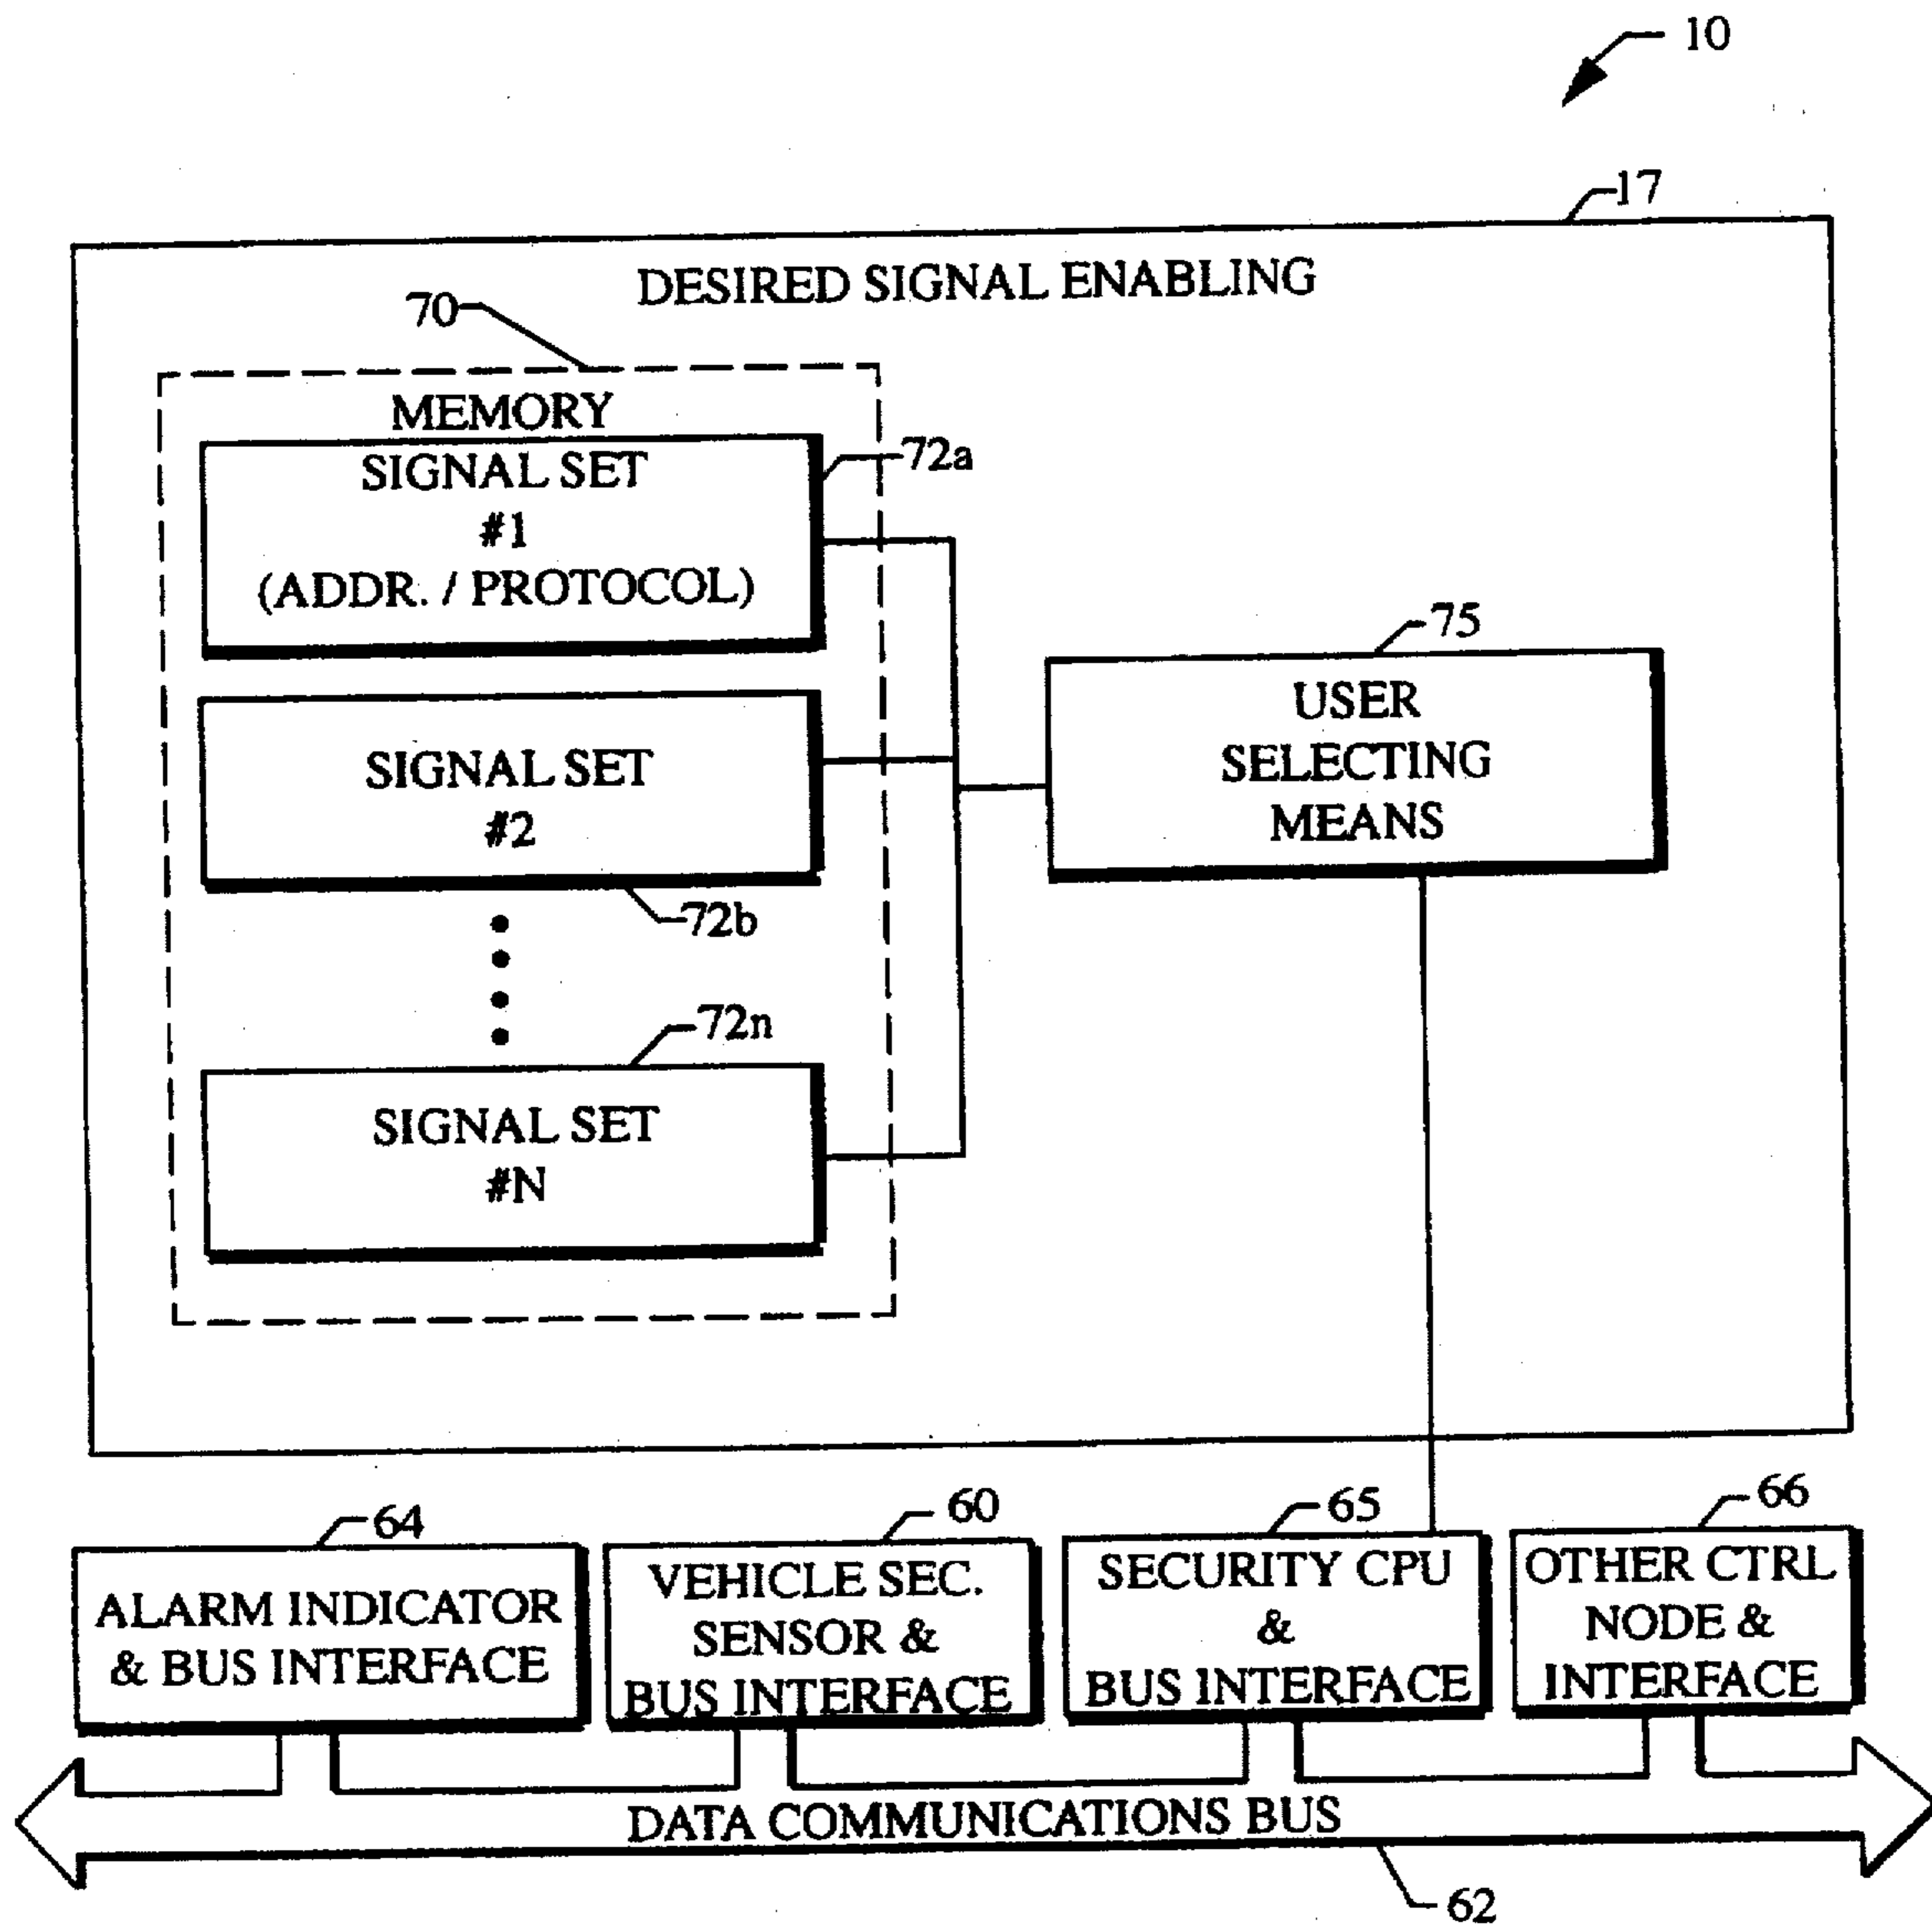 10
17
DESIRED SIGNAL ENABLING
70
MEMORY
SIGNAL SET
#1
(ADDR. / PROTOCOL)
72a
SIGNAL SET
#2
72b
75
USER
SELECTING
MEANS
72n
SIGNAL SET
#N
64
ALARM INDICATOR
& BUS INTERFACE
60
VEHICLE SEC.
SENSOR &
BUS INTERFACE
65
SECURITY CPU
&
BUS INTERFACE
66
OTHER CTRL
NODE &
INTERFACE
DATA COMMUNICATIONS BUS
62